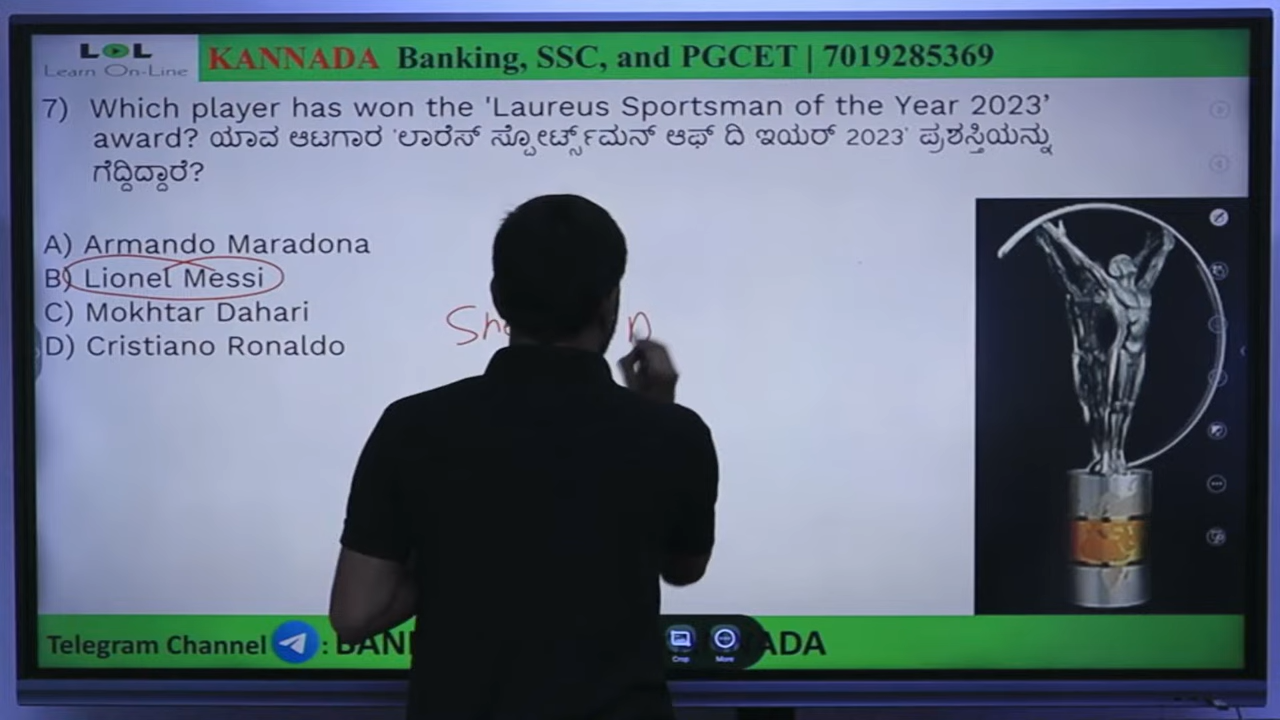 LOL
Learn On-Line
KANNADA Banking, SSC, and PGCET | 7019285369
7) Which player has won the 'Laureus Sportsman of the Year 2023'
award? ಯಾವ ಆಟಗಾರ 'ಲಾರೆಸ್ ಸ್ಪೋರ್ಟ್ಸ್‌ಮನ್ ಆಫ್ ದಿ ಇಯರ್ 2023' ಪ್ರಶಸ್ತಿಯನ್ನು
ಗೆದ್ದಿದ್ದಾರೆ?
A) Armando Maradona
B) Lionel Messi
C) Mokhtar Dahari
D) Cristiano Ronaldo
Telegram Channel :
Crop More